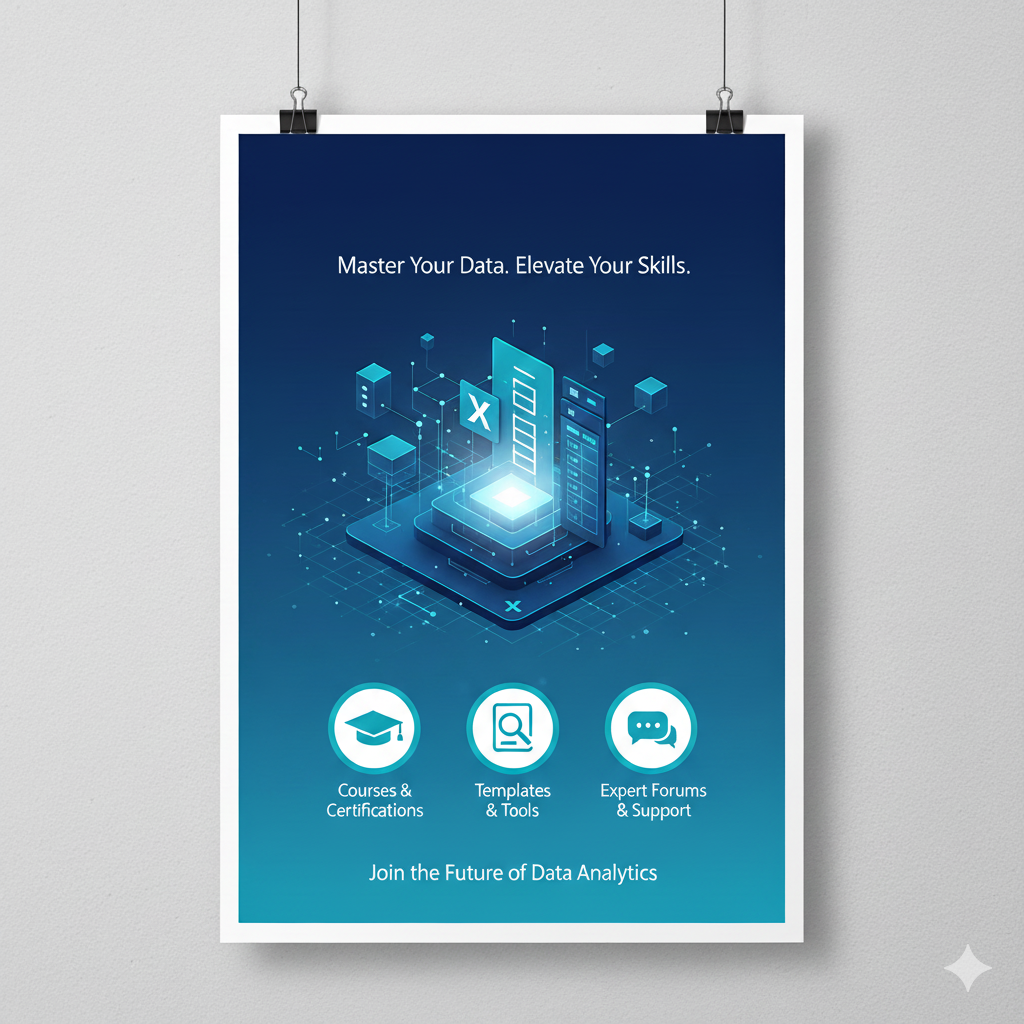 Master Your Data. Elevate Your Skills.
X
X
Courses &
Certifications
Templates
& Tools
Expert Forums
& Support
Join the Future of Data Analytics